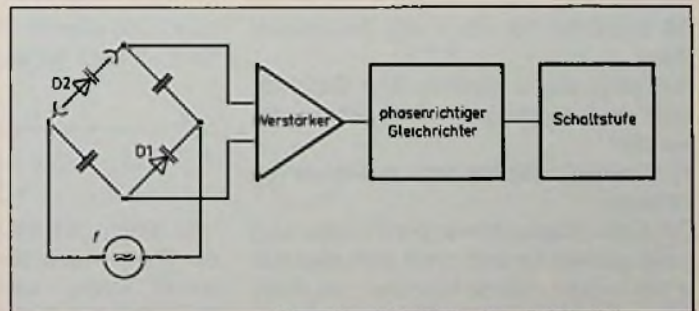 D2
D1
f
Verstärker
phasenrichtiger
Gleichrichter
Schaltstufe